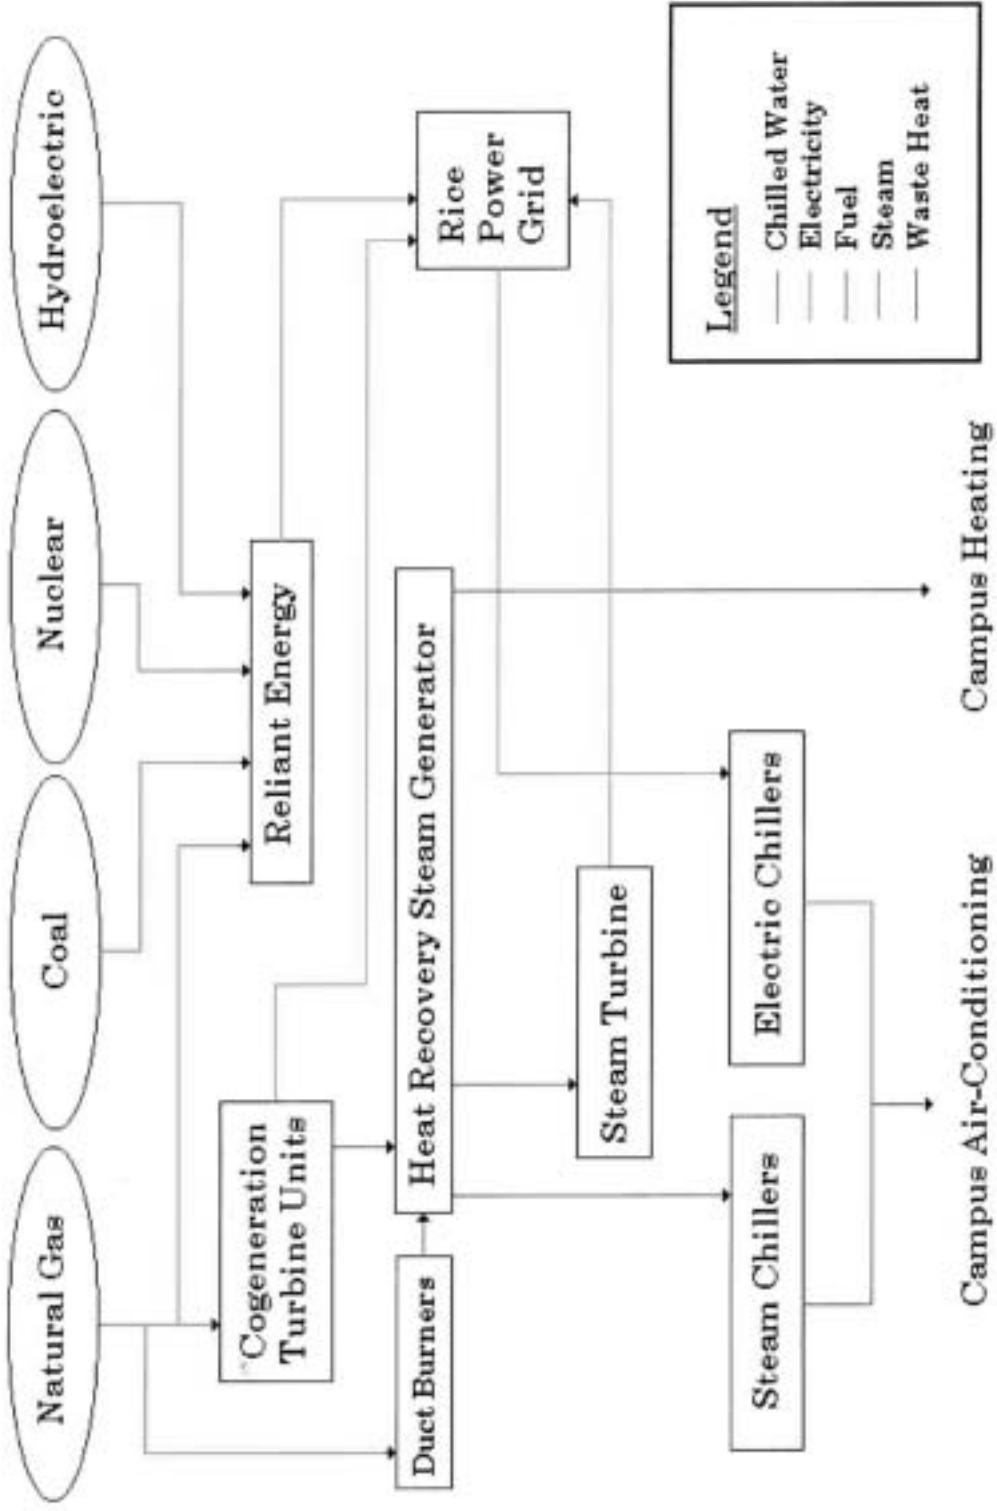 Natural Gas
Coal
Nuclear
Hydroelectric
Cogeneration
Turbine Units
Reliant Energy
Duct Burners
Heat Recovery Steam Generator
Rice
Power
Grid
Steam Turbine
Steam Chillers
Electric Chillers
Campus Air-Conditioning
Campus Heating
Legend
Chilled Water
Electricity
Fuel
Steam
Waste Heat